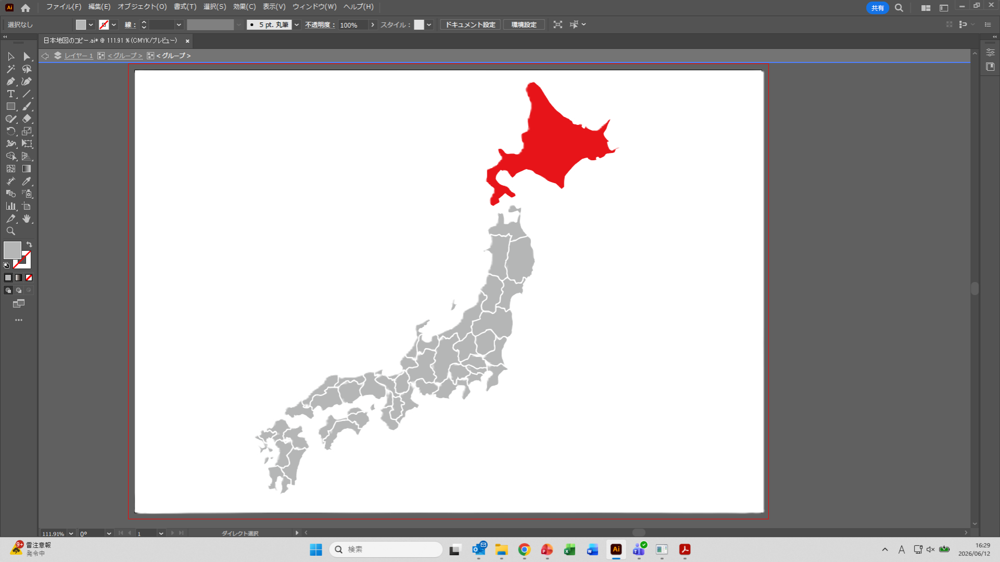 Ai ファイル(F) 編集(E) オブジェクト(O) 書式(T) 選択(S) 効果(C) 表示(V) ウィンドウ(W) ヘルプ(H) 共有
選択なし 線： 5 pt. 丸筆 不透明度： 100% スタイル： ドキュメント設定 環境設定
日本地図のコピー.ai* @ 111.91 % (CMYK/プレビュー)
レイヤー 1 <グループ> <グループ>
111.91% 0° 1 ダイレクト選択
9+ 雷注意報
発令中
検索
Ai
A
16:29
2026/06/12